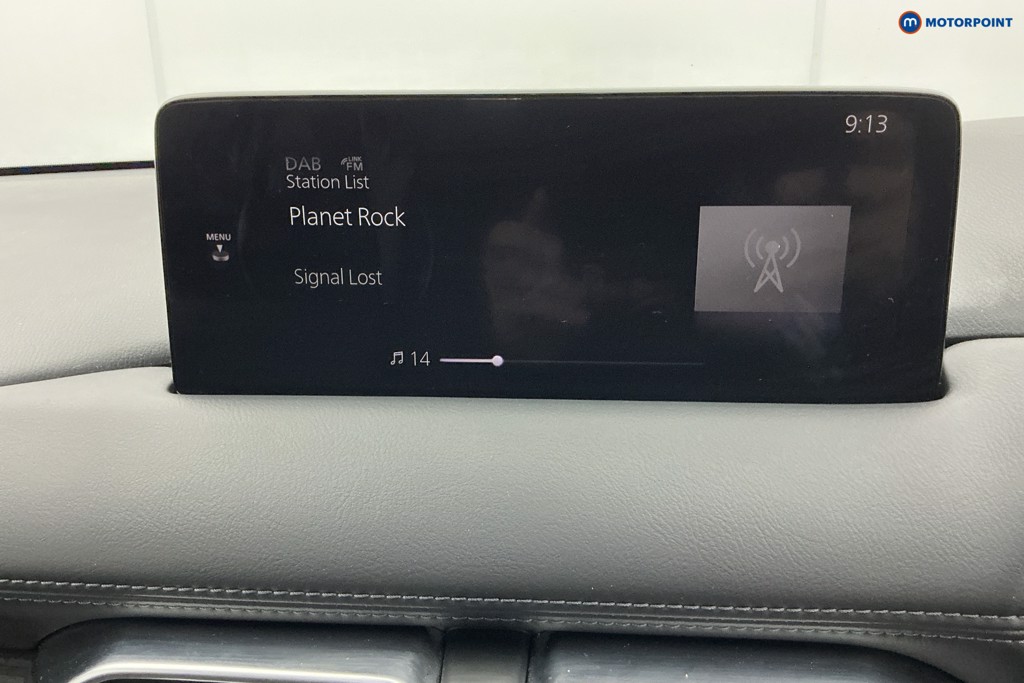 m MOTORPOINT
9:13
DAB LINK FM
Station List
Planet Rock
MENU
Signal Lost
14